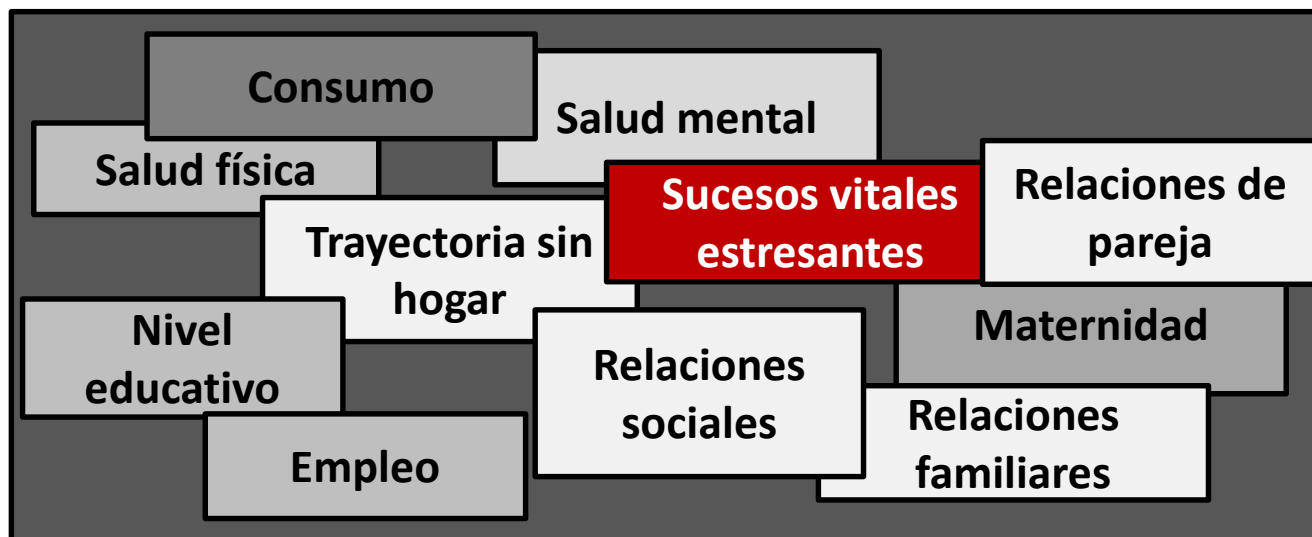 Consumo
Salud mental
Salud física
Sucesos vitales
estresantes
Relaciones de
pareja
Trayectoria sin
hogar
Nivel
educativo
Maternidad
Relaciones
sociales
Relaciones
familiares
Empleo